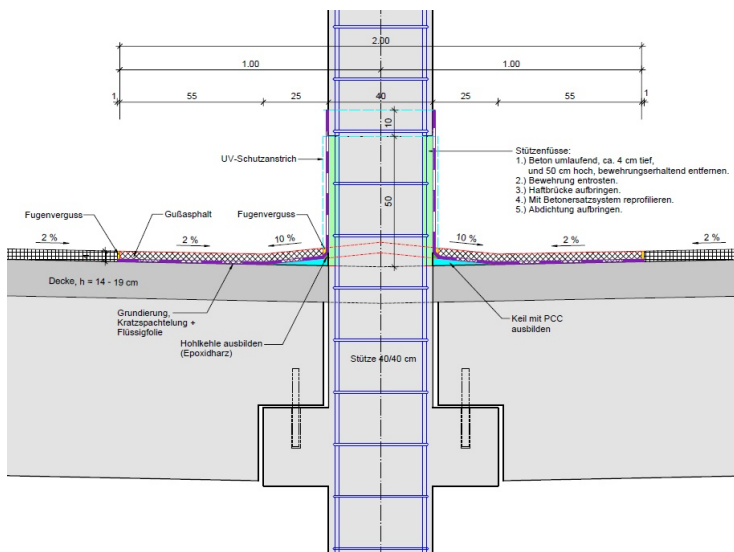 2.00
1.00 1.00
1 55 25 40 25 55 1
10
UV-Schutzanstrich
Stützenfüsse:
1.) Beton umlaufend, ca. 4 cm tief,
und 50 cm hoch, bewehrungserhaltend entfernen.
2.) Bewehrung entrosten.
3.) Haftbrücke aufbringen.
4.) Mit Betonersatzsystem reprofilieren.
5.) Abdichtung aufbringen.
50
Fugenverguss Gußasphalt Fugenverguss
2 % 2 % 10 % 10 % 2 % 2 %
Decke, h = 14 - 19 cm
Grundierung,
Kratzspachtelung +
Flüssigfolie
Hohlkehle ausbilden
(Epoxidharz)
Keil mit PCC
ausbilden
Stütze 40/40 cm